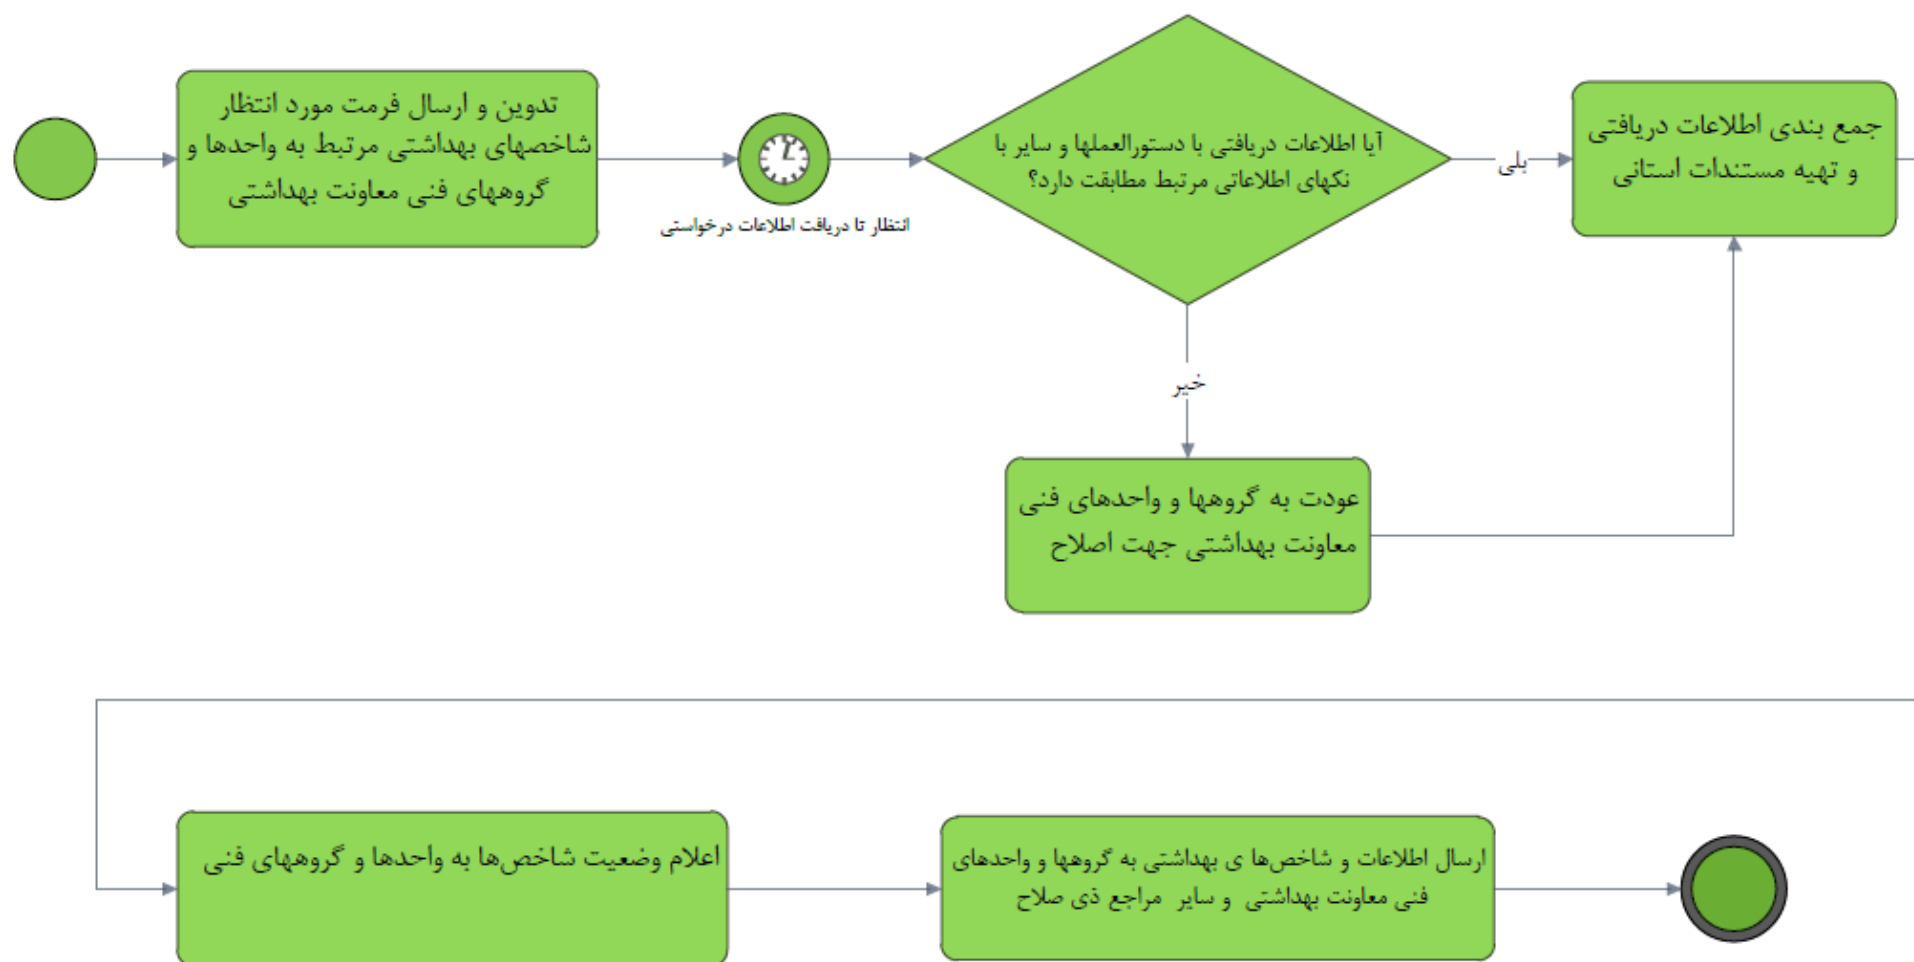 تدوین و ارسال فرمت مورد انتظار
شاخصهای بهداشتی مرتبط به واحدها و
گروههای فنی معاونت بهداشتی
انتظار تا دریافت اطلاعات درخواستی
آیا اطلاعات دریافتی با دستورالعملها و سایر با
نکهای اطلاعاتی مرتبط مطابقت دارد؟
بلی
جمع بندی اطلاعات دریافتی
و تهیه مستندات استانی
خیر
عودت به گروهها و واحدهای فنی
معاونت بهداشتی جهت اصلاح
اعلام وضعیت شاخص‌ها به واحدها و گروههای فنی
ارسال اطلاعات و شاخص‌ها ی بهداشتی به گروهها و واحدهای
فنی معاونت بهداشتی و سایر مراجع ذی صلاح